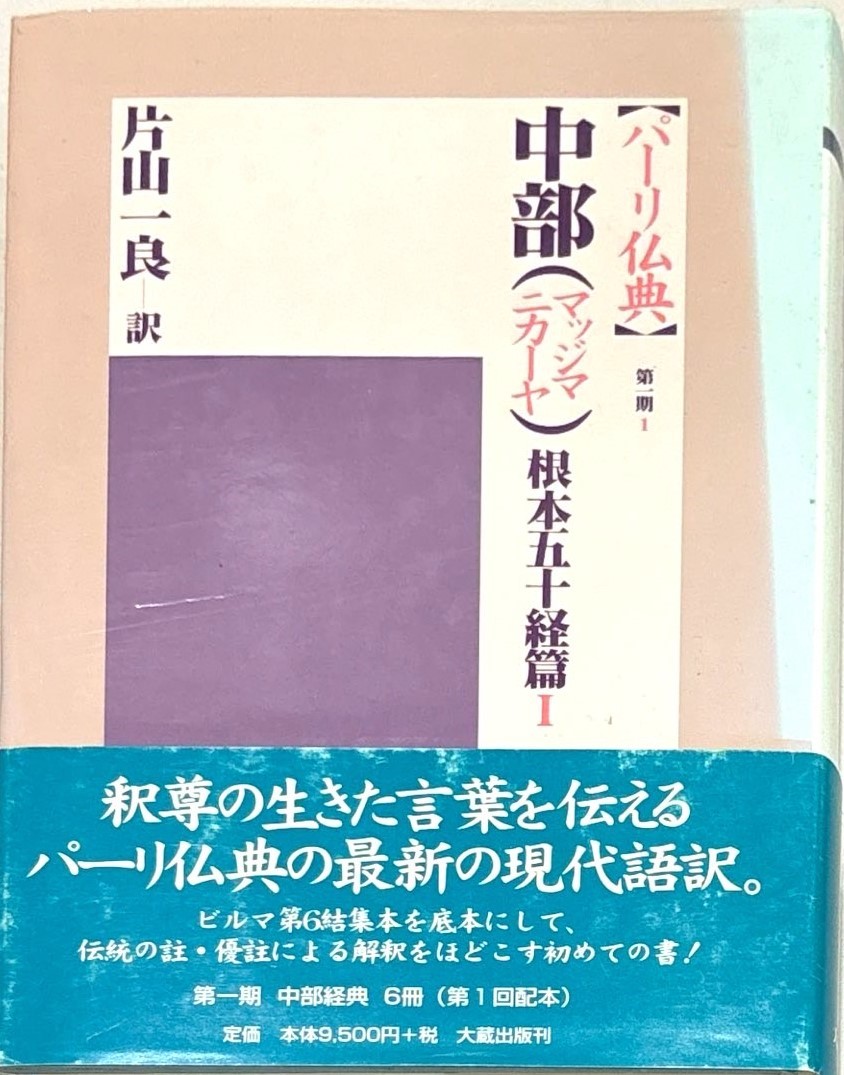 【パーリ仏典】 第一期 1
中部(マッジマニカーヤ)根本五十経篇 I
片山一良―訳
釈尊の生きた言葉を伝える
パーリ仏典の最新の現代語訳。
ビルマ第6結集本を底本にして、
伝統の註・優註による解釈をほどこす初めての書!
第一期 中部経典 6冊(第1回配本)
定価 本体9,500円+税 大蔵出版刊